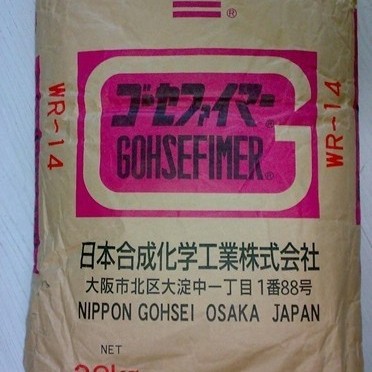 ®
WR-14
ゴーセファイマー®
GOHSEFIMER®
WR-14
日本合成化学工業株式会社
大阪市北区大淀中一丁目1番88号
NIPPON GOHSEI OSAKA JAPAN
NET